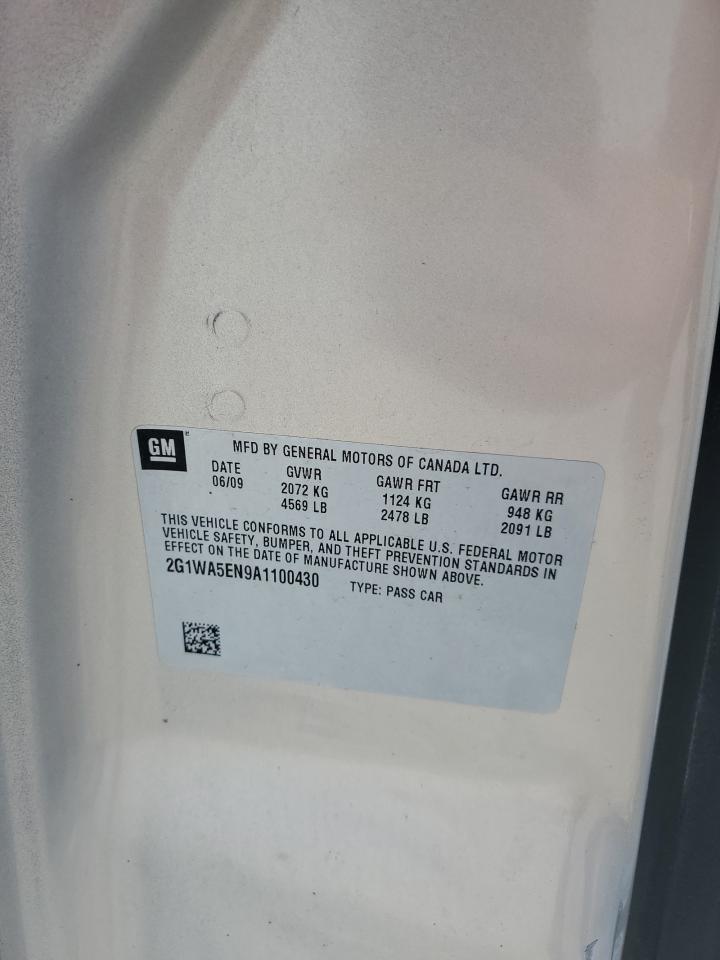 GM
MFD BY GENERAL MOTORS OF CANADA LTD.
DATE GVWR GAWR FRT GAWR RR
06/09 2072 KG 1124 KG 948 KG
4569 LB 2478 LB 2091 LB
THIS VEHICLE CONFORMS TO ALL APPLICABLE U.S. FEDERAL MOTOR
VEHICLE SAFETY, BUMPER, AND THEFT PREVENTION STANDARDS IN
EFFECT ON THE DATE OF MANUFACTURE SHOWN ABOVE.
2G1WA5EN9A1100430 TYPE: PASS CAR